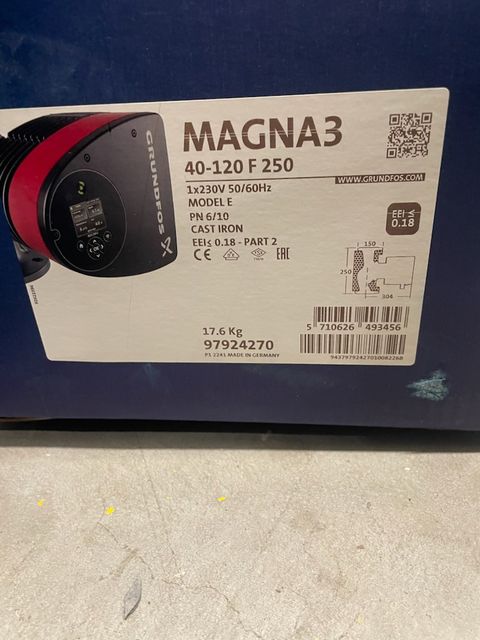 MAGNA3
40-120 F 250
1x230V 50/60Hz
WWW.GRUNDFOS.COM
MODEL E
PN 6/10
CAST IRON
EEI≤ 0.18 - PART 2
EEI ≤
0.18
GRUNDFOS
CE
EAC
150
250
304
17.6 Kg
97924270
P1 2241 MADE IN GERMANY
5 710626 493456